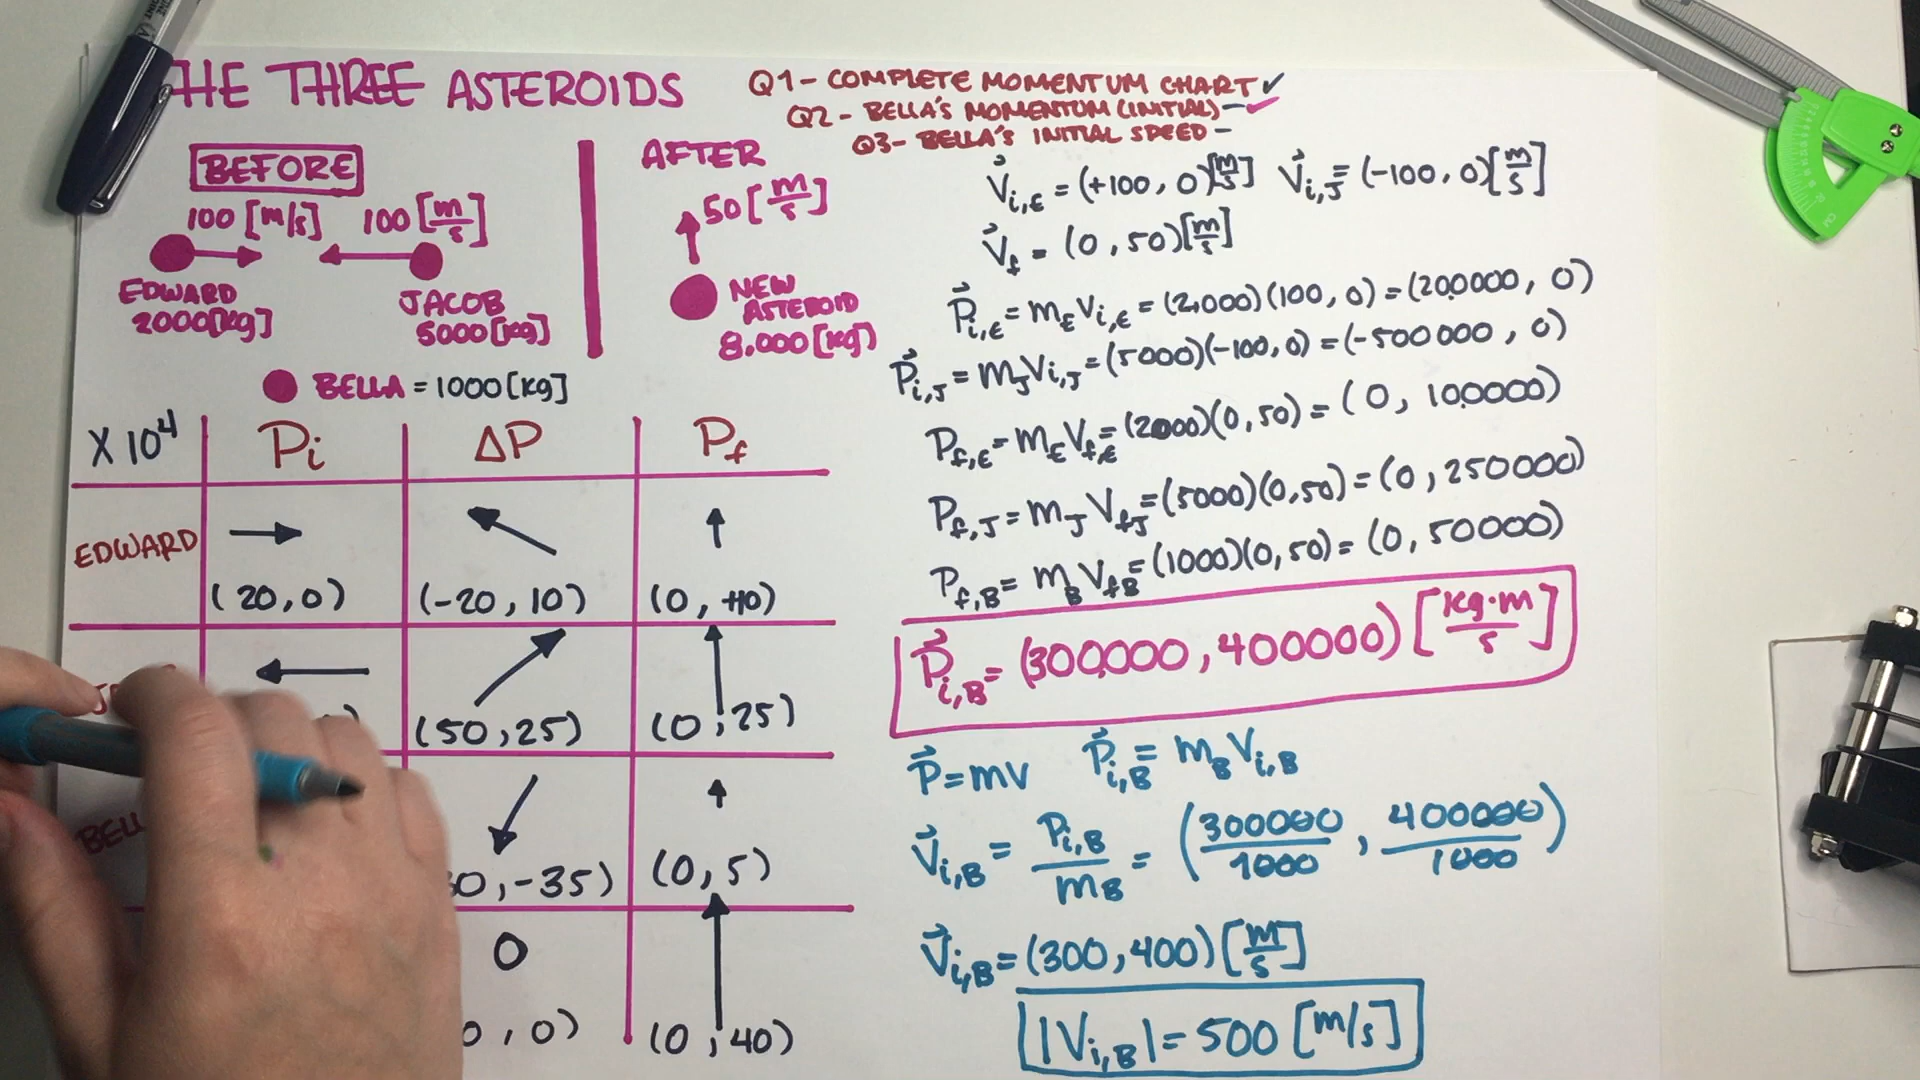 HE THREE ASTEROIDS
Q1- COMPLETE MOMENTUM CHART ✓
Q2- BELLA'S MOMENTUM (INITIAL) - ✓
Q3- BELLA'S INITIAL SPEED -
BEFORE
100 [m/s] 100 [m/s]
EDWARD
2000[kg]
JACOB
5000[kg]
BELLA = 1000[kg]
AFTER
50[m/s]
NEW
ASTEROID
8,000[kg]
X 10⁴ Pi ΔP Pf
EDWARD
(20,0) (-20,10) (0,+10)
(50,25) (0,25)
,-35) (0,5)
0
,0) (0,40)
V⃗i,E = (+100,0)[m/s] V⃗i,J = (-100,0)[m/s]
V⃗f = (0,50)[m/s]
P⃗i,E = mE Vi,E = (2,000)(100,0) = (200000, 0)
P⃗i,J = mJ Vi,J = (5000)(-100,0) = (-500000, 0)
Pf,E = mE Vf,E = (2000)(0,50) = (0, 100000)
Pf,J = mJ VfJ = (5000)(0,50) = (0, 250000)
Pf,B = mB VfB = (1000)(0,50) = (0, 50000)
P⃗i,B = (300,000, 400000) [kg·m/s]
P⃗=mV P⃗i,B = mB Vi,B
V⃗i,B = Pi,B/mB = (300000/1000, 400000/1000)
V⃗i,B = (300,400)[m/s]
|Vi,B| = 500 [m/s]